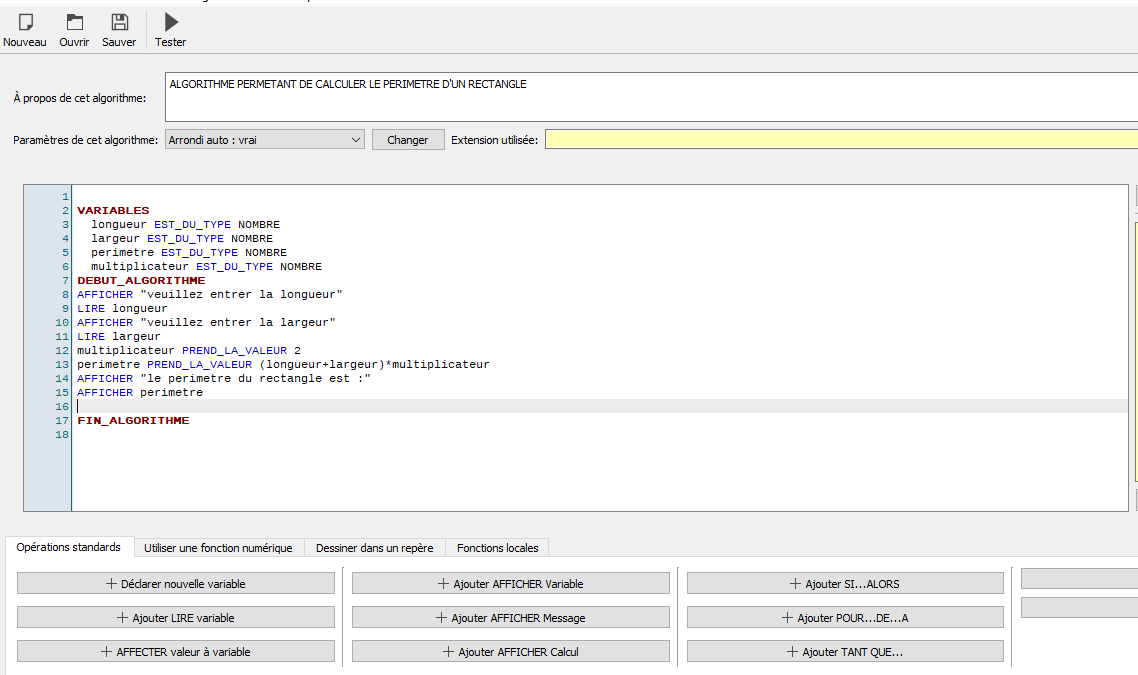 Nouveau Ouvrir Sauver Tester
À propos de cet algorithme:
ALGORITHME PERMETANT DE CALCULER LE PERIMETRE D'UN RECTANGLE
Paramètres de cet algorithme: Arrondi auto : vrai Changer Extension utilisée:
1
2 VARIABLES
3 longueur EST_DU_TYPE NOMBRE
4 largeur EST_DU_TYPE NOMBRE
5 perimetre EST_DU_TYPE NOMBRE
6 multiplicateur EST_DU_TYPE NOMBRE
7 DEBUT_ALGORITHME
8 AFFICHER "veuillez entrer la longueur"
9 LIRE longueur
10 AFFICHER "veuillez entrer la largeur"
11 LIRE largeur
12 multiplicateur PREND_LA_VALEUR 2
13 perimetre PREND_LA_VALEUR (longueur+largeur)*multiplicateur
14 AFFICHER "le perimetre du rectangle est :"
15 AFFICHER perimetre
16
17 FIN_ALGORITHME
18
Opérations standards Utiliser une fonction numérique Dessiner dans un repère Fonctions locales
Déclarer nouvelle variable Ajouter AFFICHER Variable Ajouter SI...ALORS
Ajouter LIRE variable Ajouter AFFICHER Message Ajouter POUR...DE...A
AFFECTER valeur à variable Ajouter AFFICHER Calcul Ajouter TANT QUE...